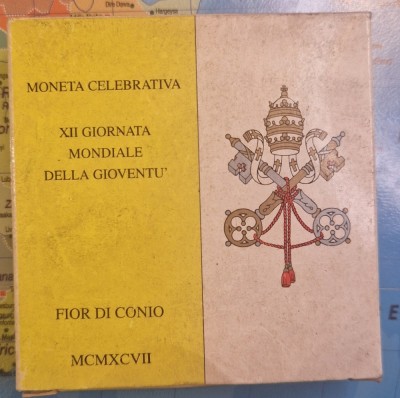 MONETA CELEBRATIVA
XII GIORNATA
MONDIALE
DELLA GIOVENTU'
FIOR DI CONIO
MCMXCVII